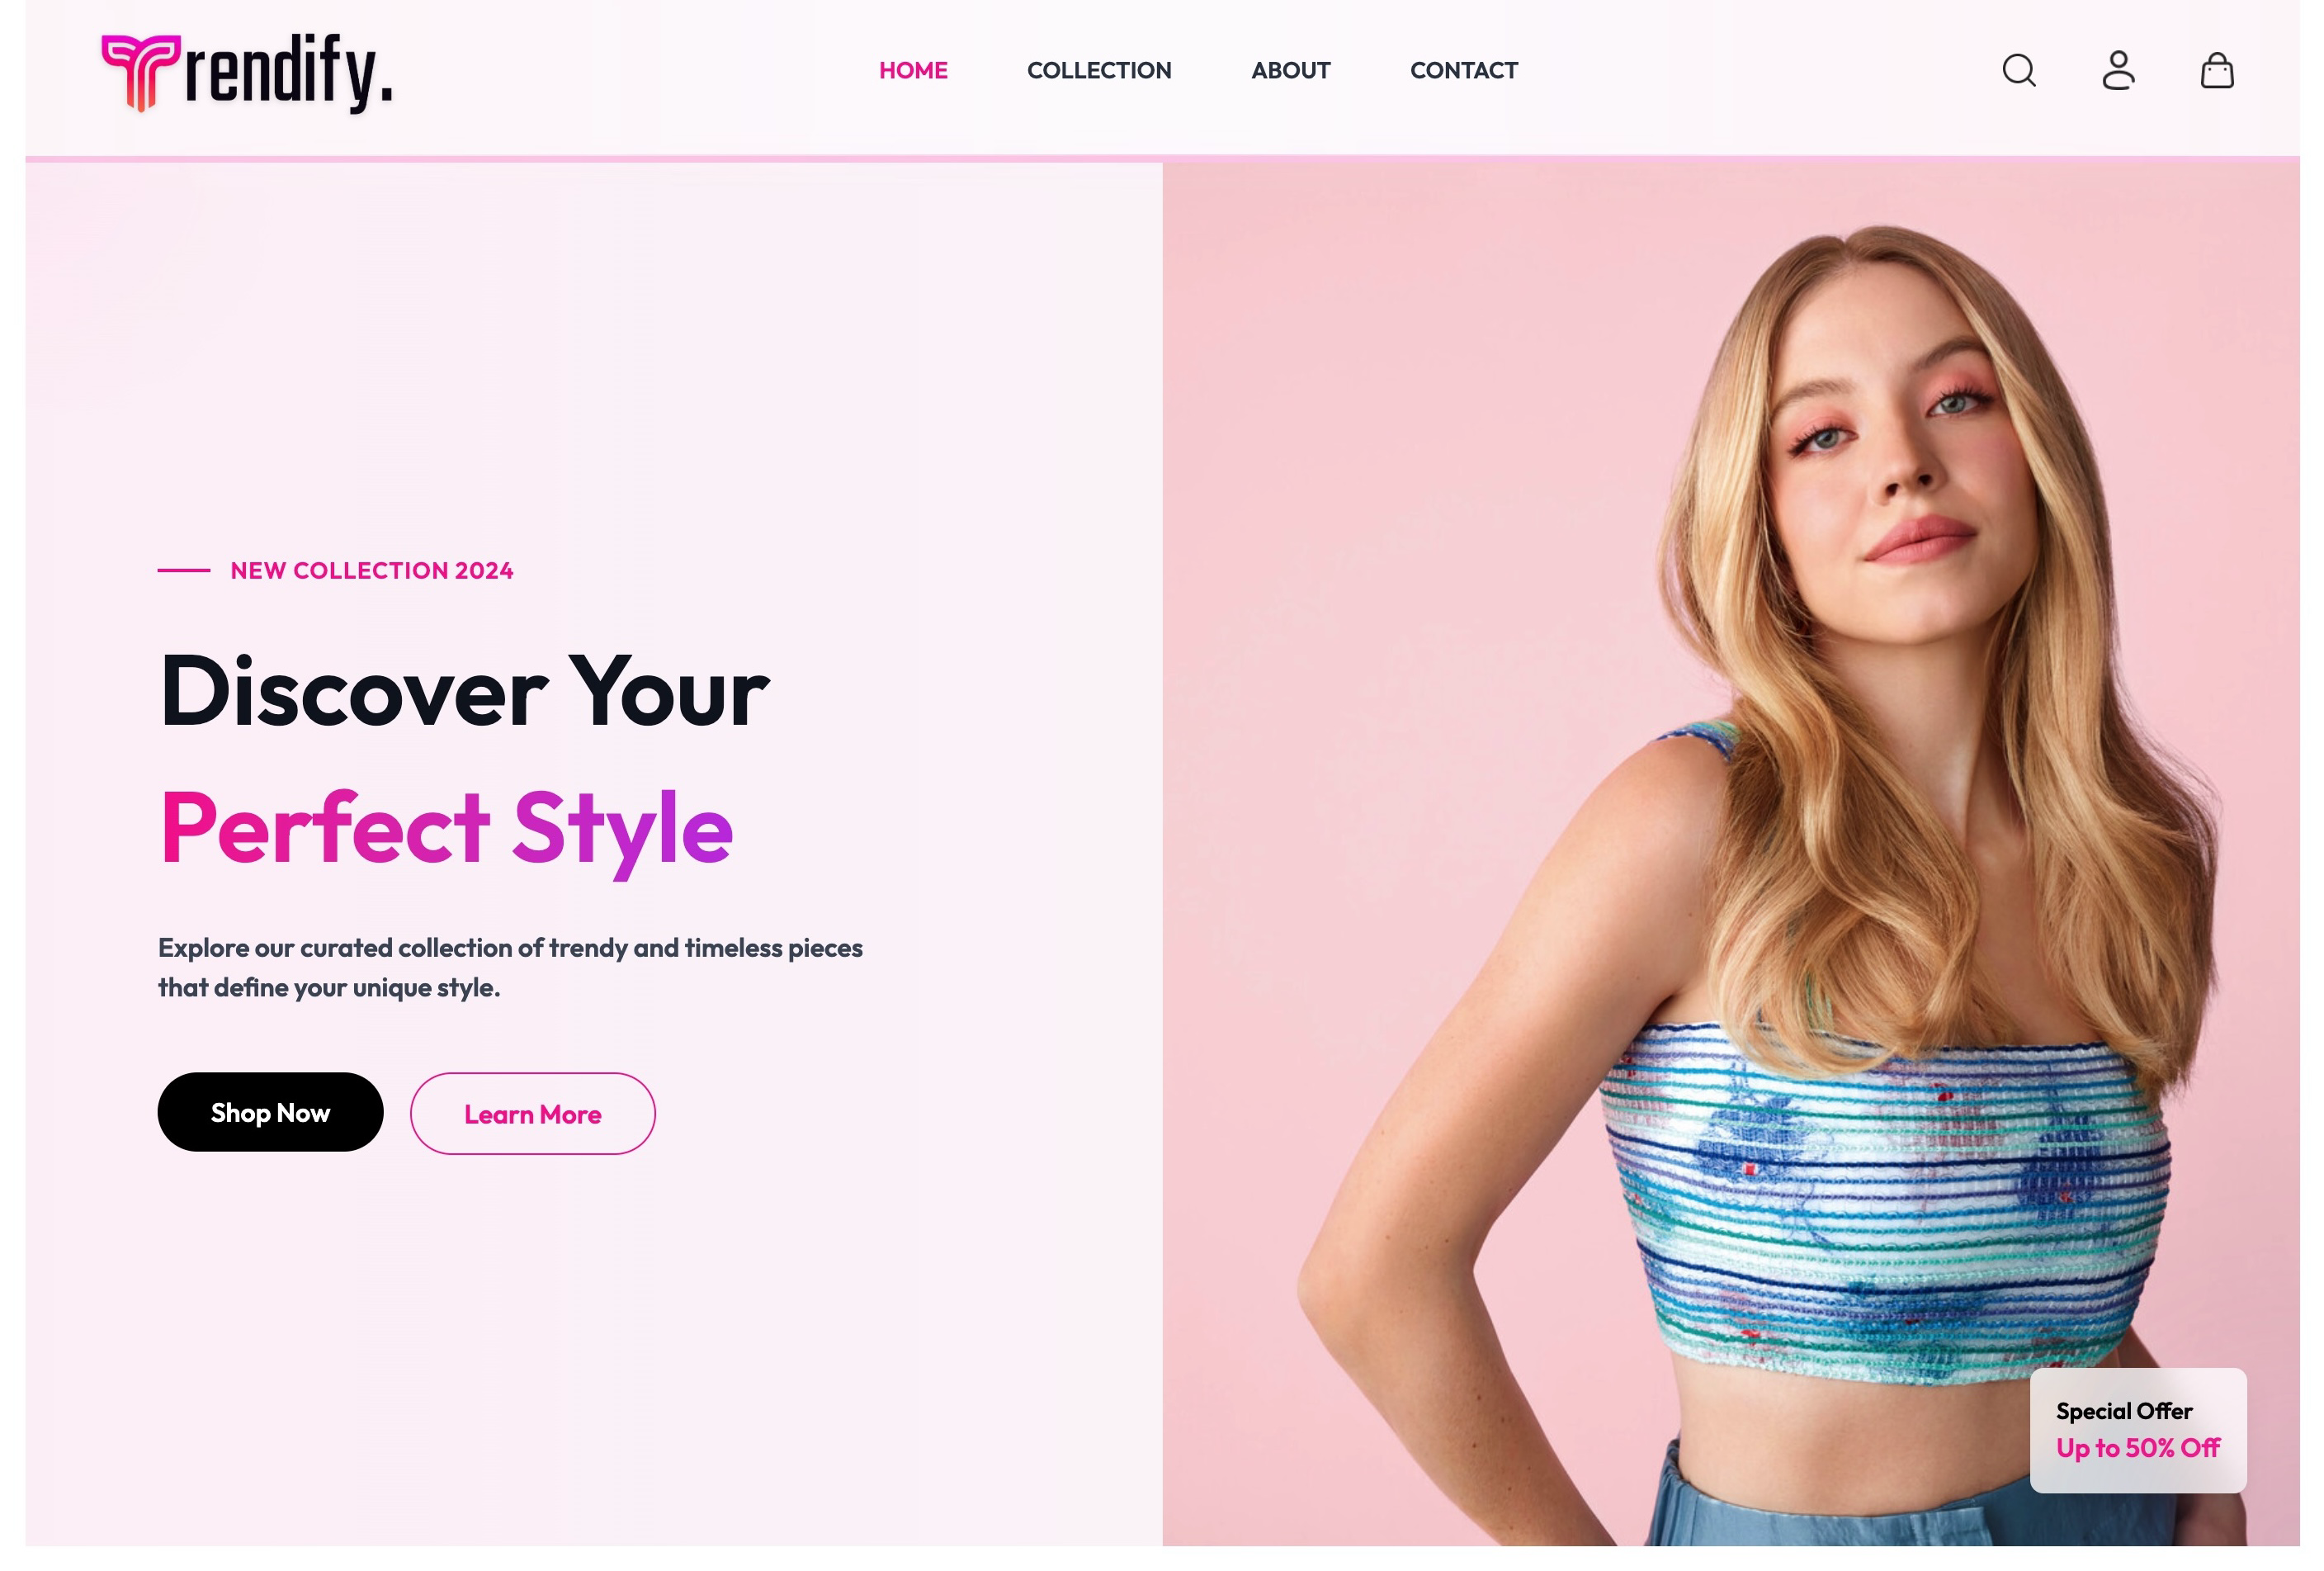 Trendify.
HOME
COLLECTION
ABOUT
CONTACT
NEW COLLECTION 2024
Discover Your
Perfect Style
Explore our curated collection of trendy and timeless pieces
that define your unique style.
Shop Now
Learn More
Special Offer
Up to 50% Off